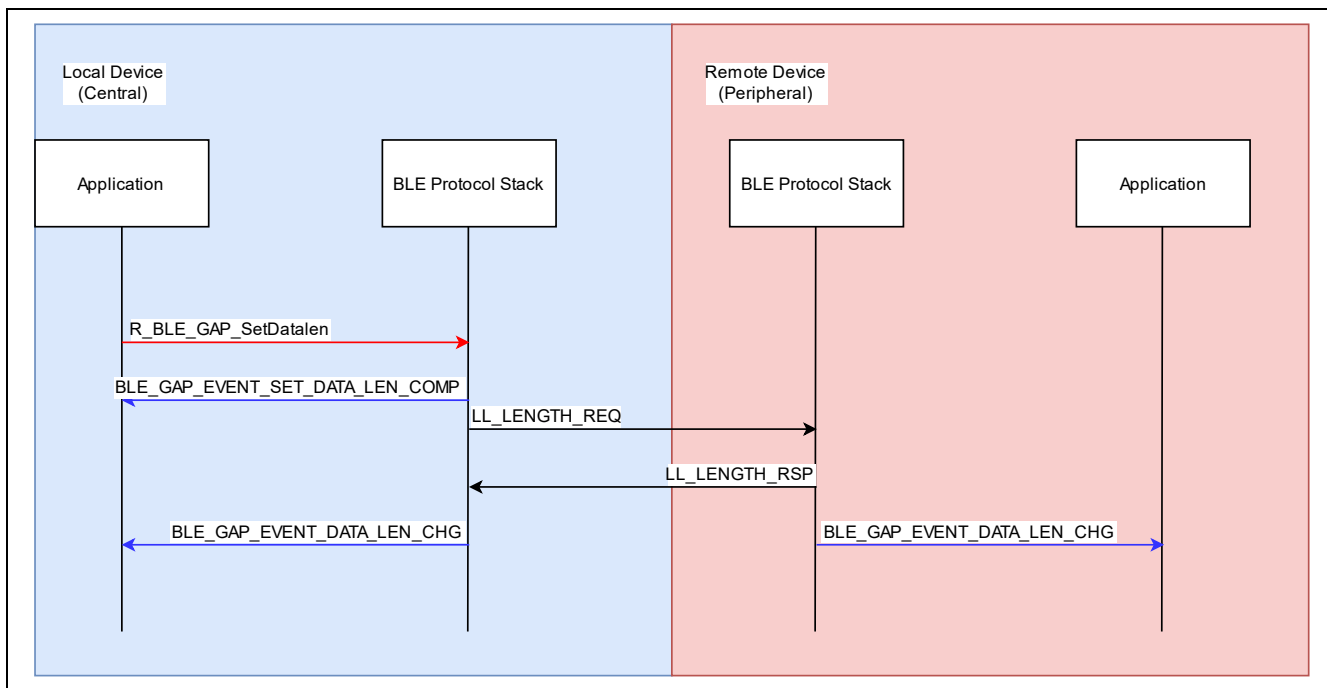 Local Device
(Central)
Remote Device
(Peripheral)
Application
BLE Protocol Stack
BLE Protocol Stack
Application
R_BLE_GAP_SetDatalen
BLE_GAP_EVENT_SET_DATA_LEN_COMP
LL_LENGTH_REQ
LL_LENGTH_RSP
BLE_GAP_EVENT_DATA_LEN_CHG
BLE_GAP_EVENT_DATA_LEN_CHG